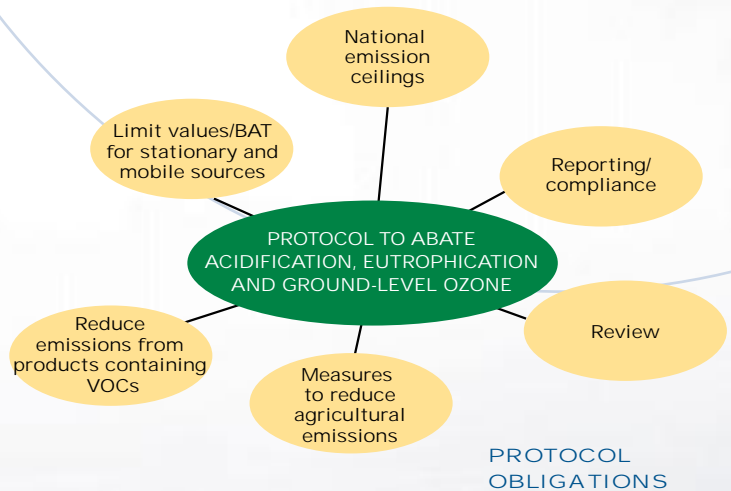 National
emission
ceilings
Limit values/BAT
for stationary and
mobile sources
Reporting/
compliance
PROTOCOL TO ABATE
ACIDIFICATION, EUTROPHICATION
AND GROUND-LEVEL OZONE
Reduce
emissions from
products containing
VOCs
Review
Measures
to reduce
agricultural
emissions
PROTOCOL
OBLIGATIONS